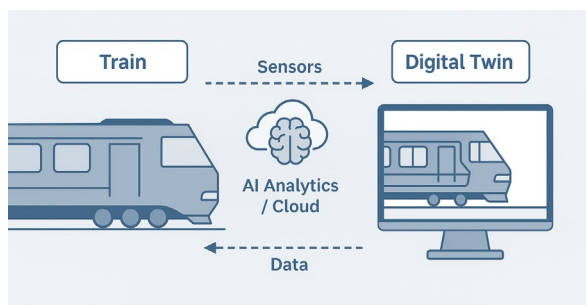 Train
Sensors
Digital Twin
AI Analytics
/ Cloud
Data